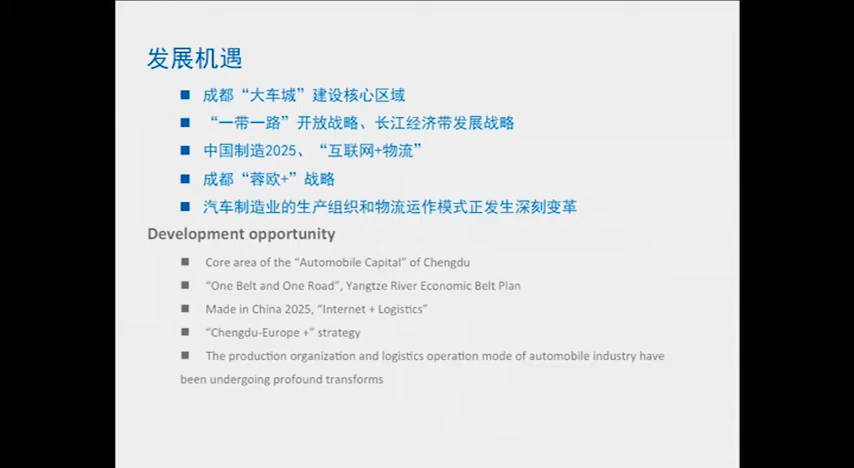 发展机遇
■ 成都“大车城”建设核心区域
■ “一带一路”开放战略、长江经济带发展战略
■ 中国制造2025、“互联网+物流”
■ 成都“蓉欧+”战略
■ 汽车制造业的生产组织和物流运作模式正发生深刻变革
Development opportunity
■ Core area of the “Automobile Capital” of Chengdu
■ “One Belt and One Road”, Yangtze River Economic Belt Plan
■ Made in China 2025, “Internet + Logistics”
■ “Chengdu-Europe +” strategy
■ The production organization and logistics operation mode of automobile industry have
been undergoing profound transforms